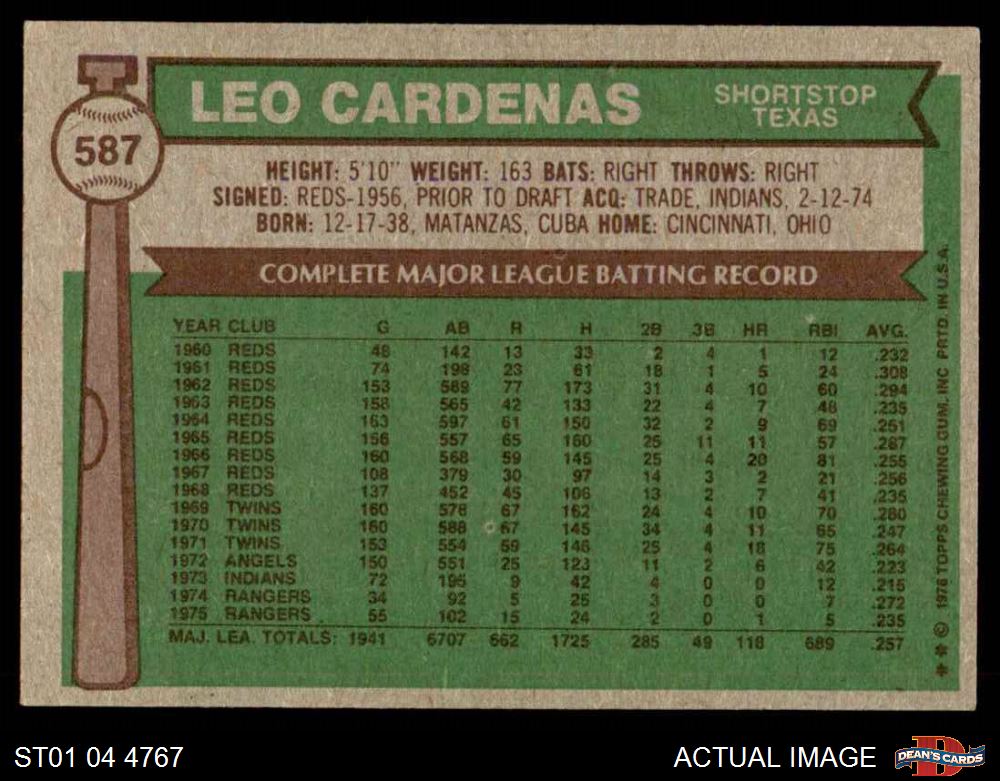 587
LEO CARDENAS
SHORTSTOP
TEXAS
HEIGHT: 5'10" WEIGHT: 163 BATS: RIGHT THROWS: RIGHT
SIGNED: REDS-1956, PRIOR TO DRAFT ACQ: TRADE, INDIANS, 2-12-74
BORN: 12-17-38, MATANZAS, CUBA HOME: CINCINNATI, OHIO
COMPLETE MAJOR LEAGUE BATTING RECORD
YEAR CLUB G AB R H 2B 3B HR RBI AVG.
1960 REDS 48 142 13 33 2 4 1 12 .232
1961 REDS 74 198 23 61 18 1 5 24 .308
1962 REDS 153 589 77 173 31 4 10 60 .294
1963 REDS 158 565 42 133 22 4 7 48 .235
1964 REDS 163 597 61 150 32 2 9 69 .251
1965 REDS 156 557 65 160 25 11 11 57 .287
1966 REDS 160 568 59 145 25 4 20 81 .255
1967 REDS 108 379 30 97 14 3 2 21 .256
1968 REDS 137 452 45 106 13 2 7 41 .235
1969 TWINS 160 578 67 162 24 4 10 70 .280
1970 TWINS 160 588 67 145 34 4 11 65 .247
1971 TWINS 153 554 59 146 25 4 18 75 .264
1972 ANGELS 150 551 25 123 11 2 6 42 .223
1973 INDIANS 72 195 9 42 4 0 0 12 .215
1974 RANGERS 34 92 5 25 3 0 0 7 .272
1975 RANGERS 55 102 15 24 2 0 1 5 .235
MAJ. LEA. TOTALS: 1941 6707 662 1725 285 49 118 689 .257
* * © 1976 TOPPS CHEWING GUM, INC PRTD. IN U.S.A.
ST01 04 4767
ACTUAL IMAGE
D
DEAN'S CARDS